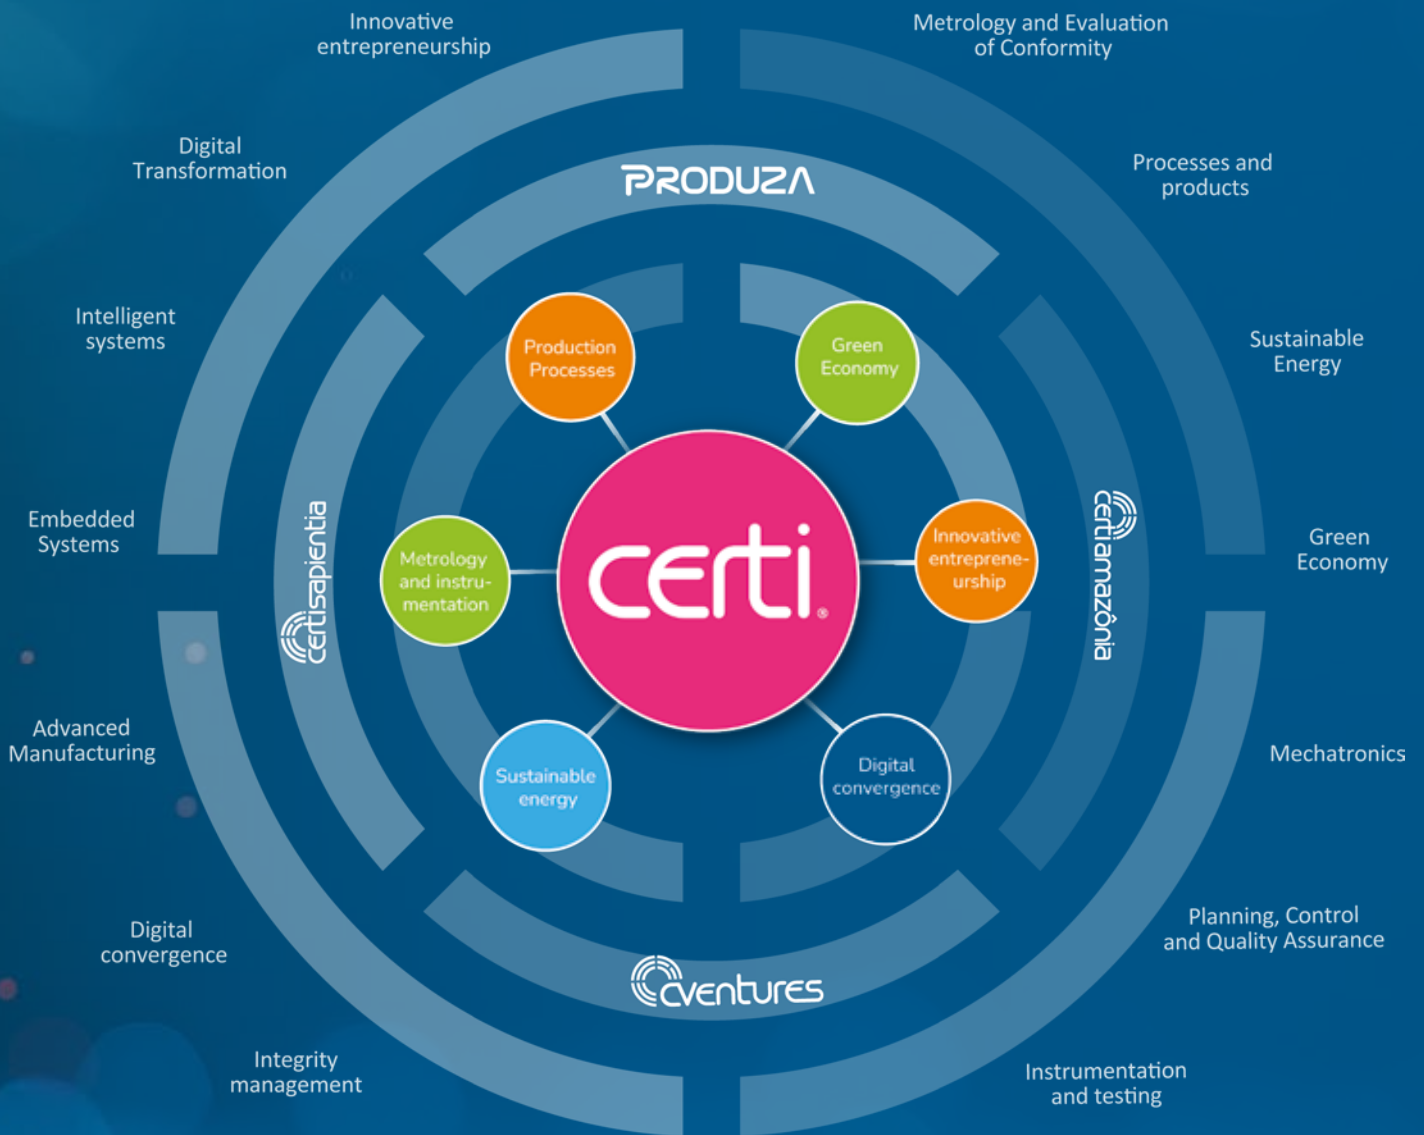 Innovative
entrepreneurship
Metrology and Evaluation
of Conformity
Digital
Transformation
PRODUZA
Processes and
products
Intelligent
systems
Production
Processes
Green
Economy
Sustainable
Energy
Embedded
Systems
certisapientia
Metrology
and instru-
mentation
certi®
Innovative
entreprene-
urship
certiamazônia
Green
Economy
Advanced
Manufacturing
Sustainable
energy
Digital
convergence
Mechatronics
Digital
convergence
cventures
Planning, Control
and Quality Assurance
Integrity
management
Instrumentation
and testing